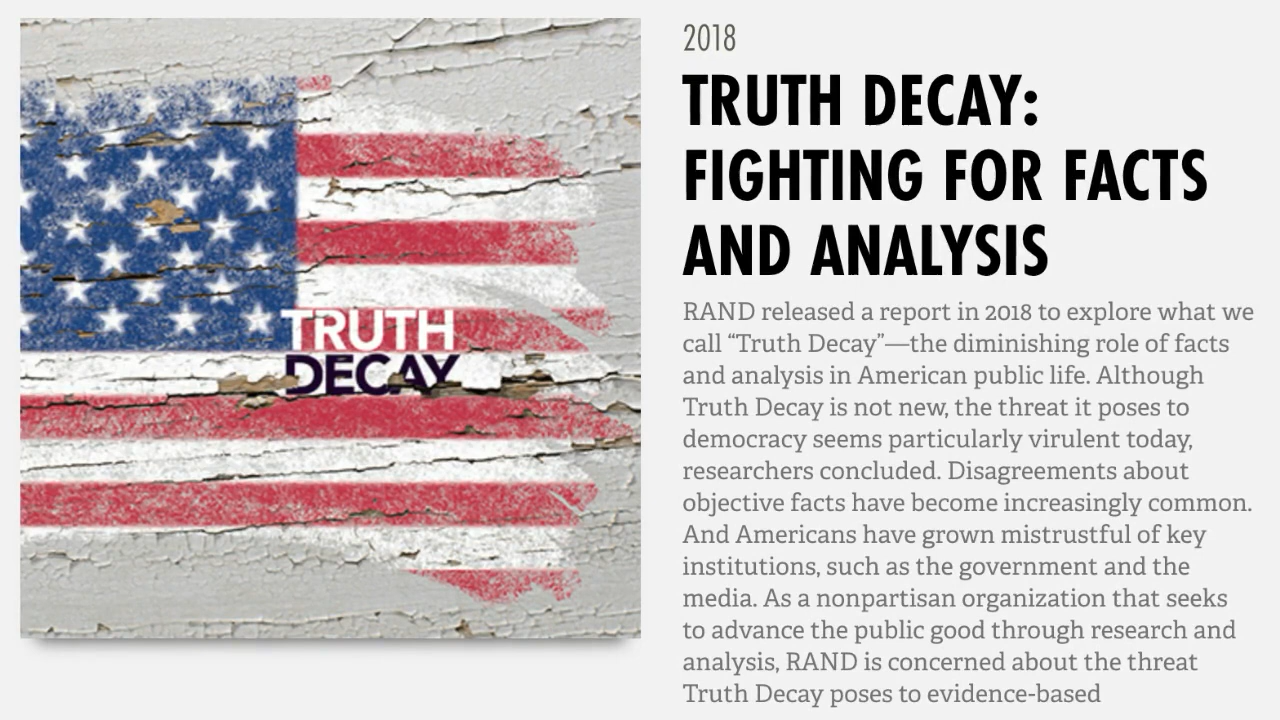 TRUTH
DECAY
2018
TRUTH DECAY:
FIGHTING FOR FACTS
AND ANALYSIS
RAND released a report in 2018 to explore what we
call “Truth Decay”—the diminishing role of facts
and analysis in American public life. Although
Truth Decay is not new, the threat it poses to
democracy seems particularly virulent today,
researchers concluded. Disagreements about
objective facts have become increasingly common.
And Americans have grown mistrustful of key
institutions, such as the government and the
media. As a nonpartisan organization that seeks
to advance the public good through research and
analysis, RAND is concerned about the threat
Truth Decay poses to evidence-based